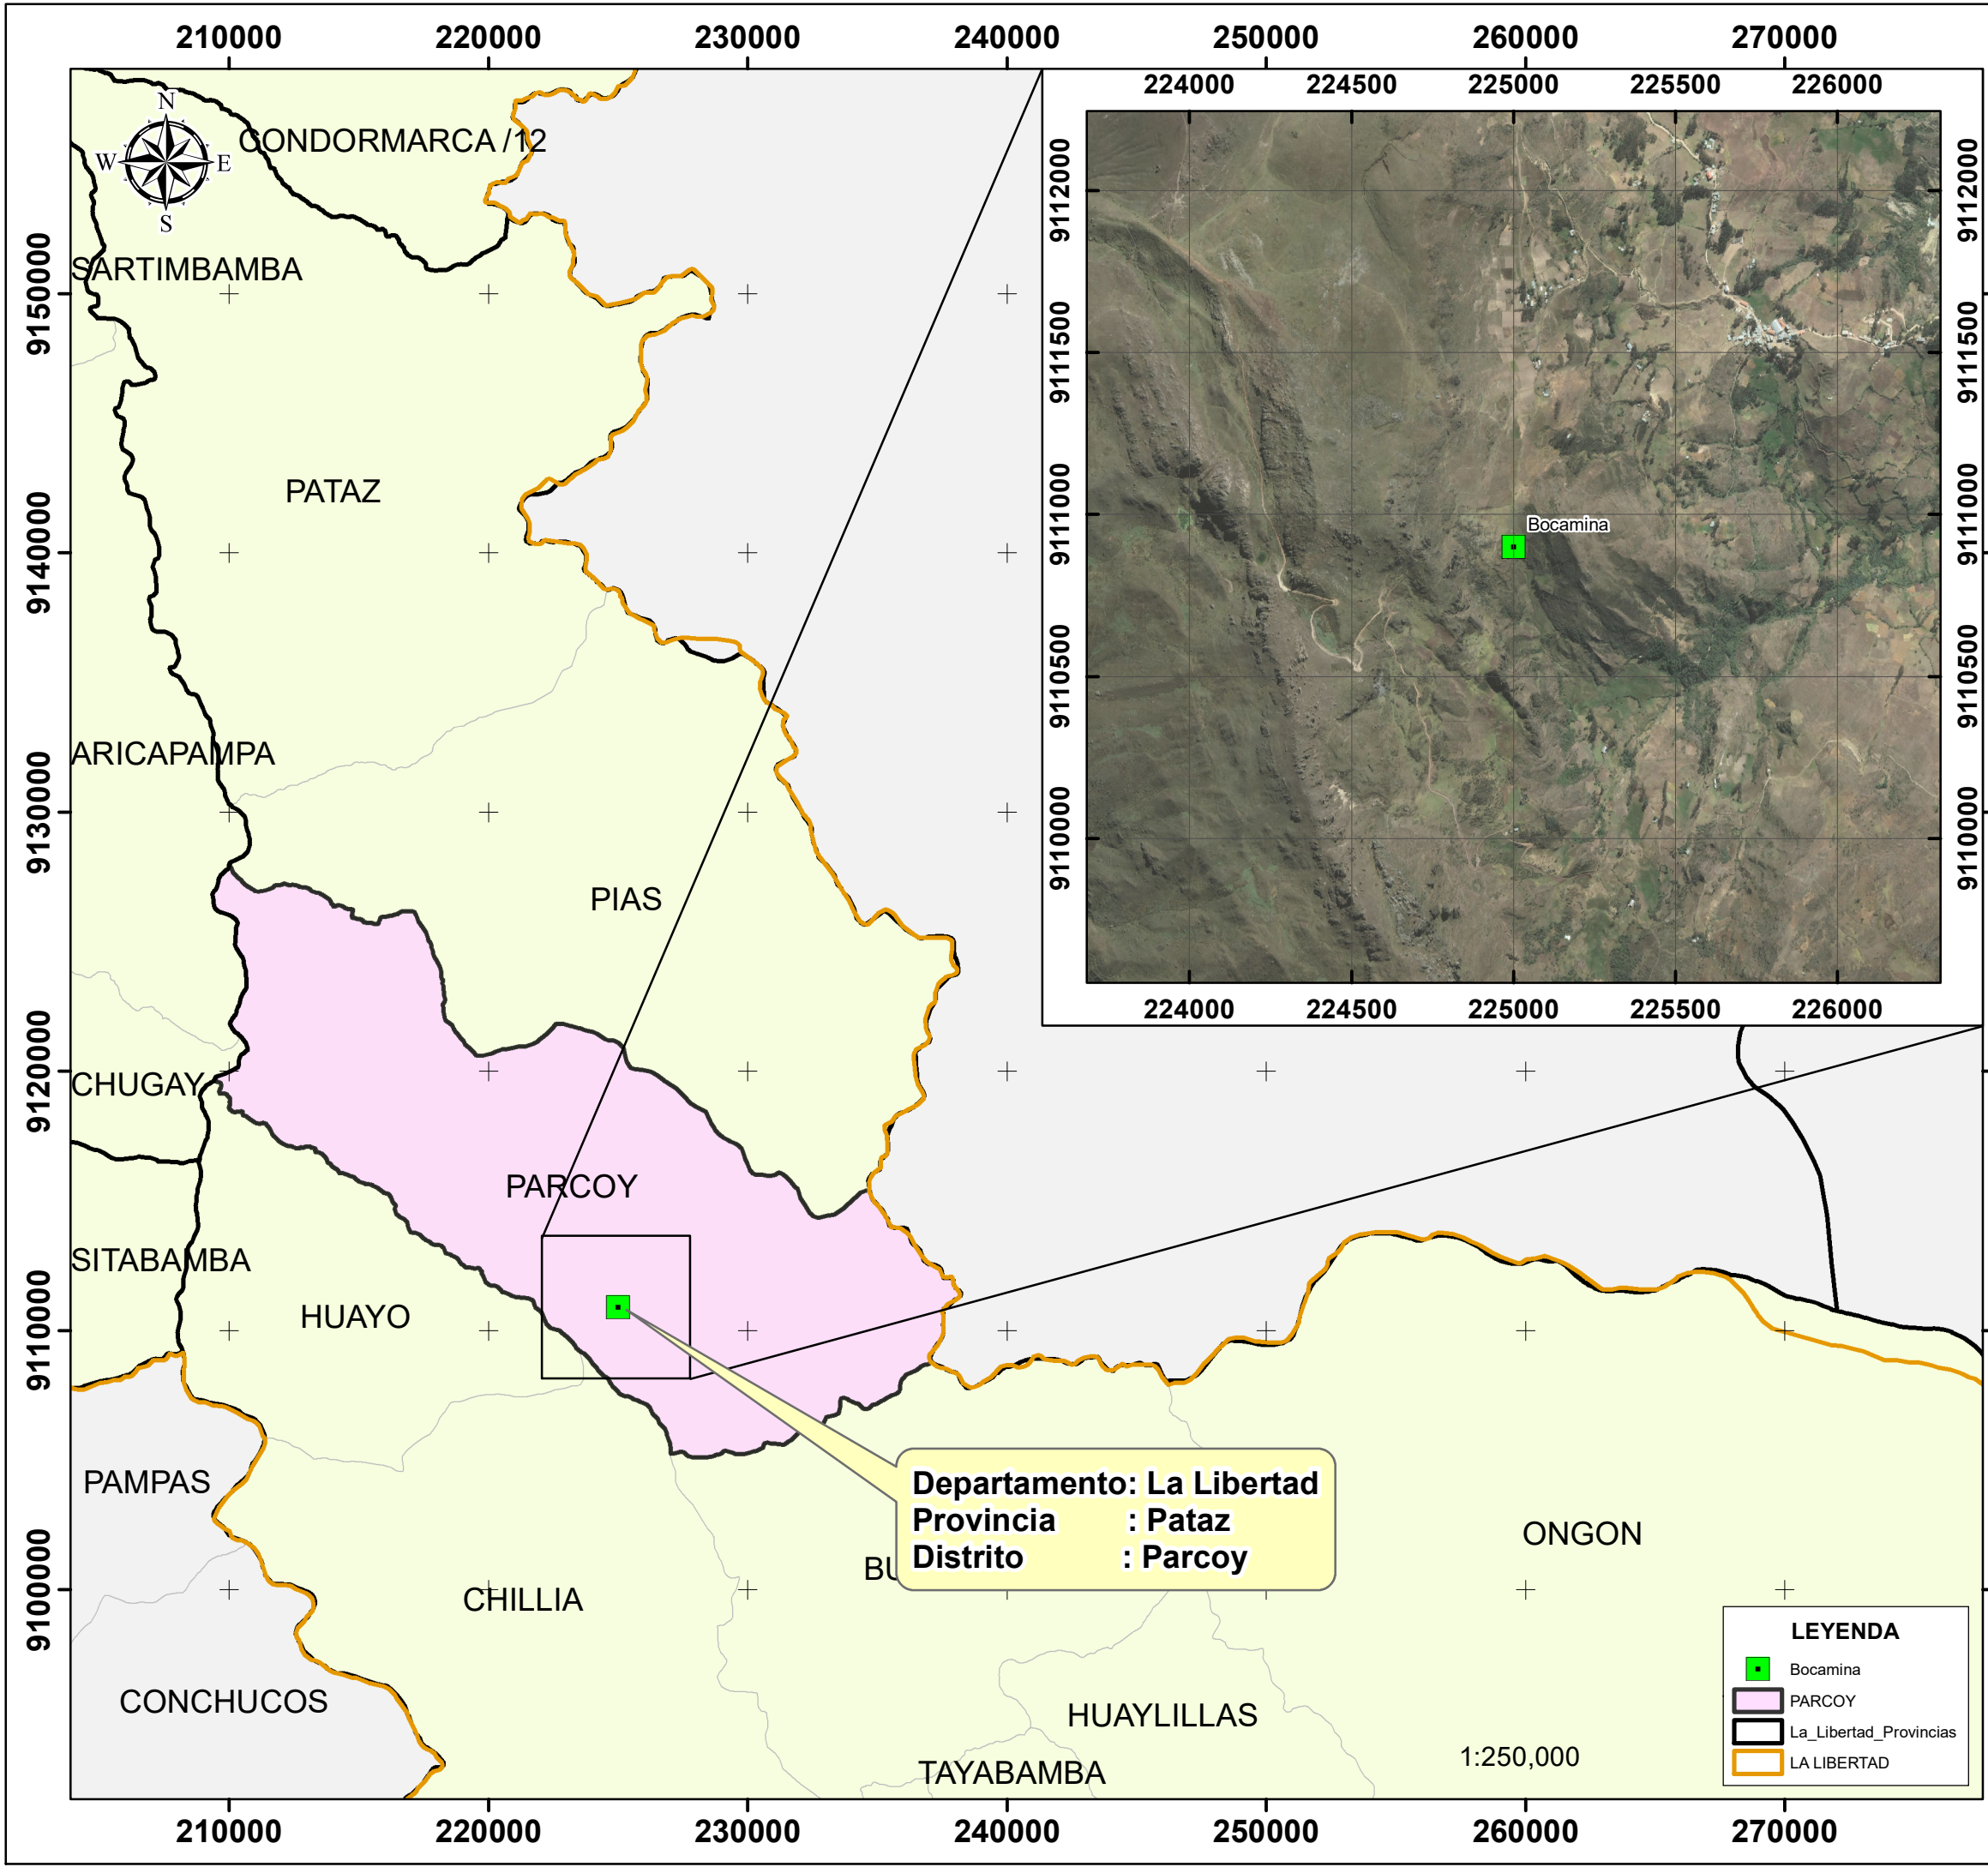 210000 220000 230000 240000 250000 260000 270000
224000 224500 225000 225500 226000
N
W E
S
CONDORMARCA /12
SARTIMBAMBA
PATAZ
ARICAPAMPA
PIAS
CHUGAY
PARCOY
SITABAMBA
HUAYO
PAMPAS
CHILLIA
CONCHUCOS
BU
ONGON
HUAYLILLAS
TAYABAMBA
9150000
9140000
9130000
9120000
9110000
9100000
9112000
9111500
9111000
9110500
9110000
Bocamina
9112000
9111500
9111000
9110500
9110000
224000 224500 225000 225500 226000
Departamento: La Libertad
Provincia : Pataz
Distrito : Parcoy
1:250,000
LEYENDA
Bocamina
PARCOY
La_Libertad_Provincias
LA LIBERTAD
210000 220000 230000 240000 250000 260000 270000